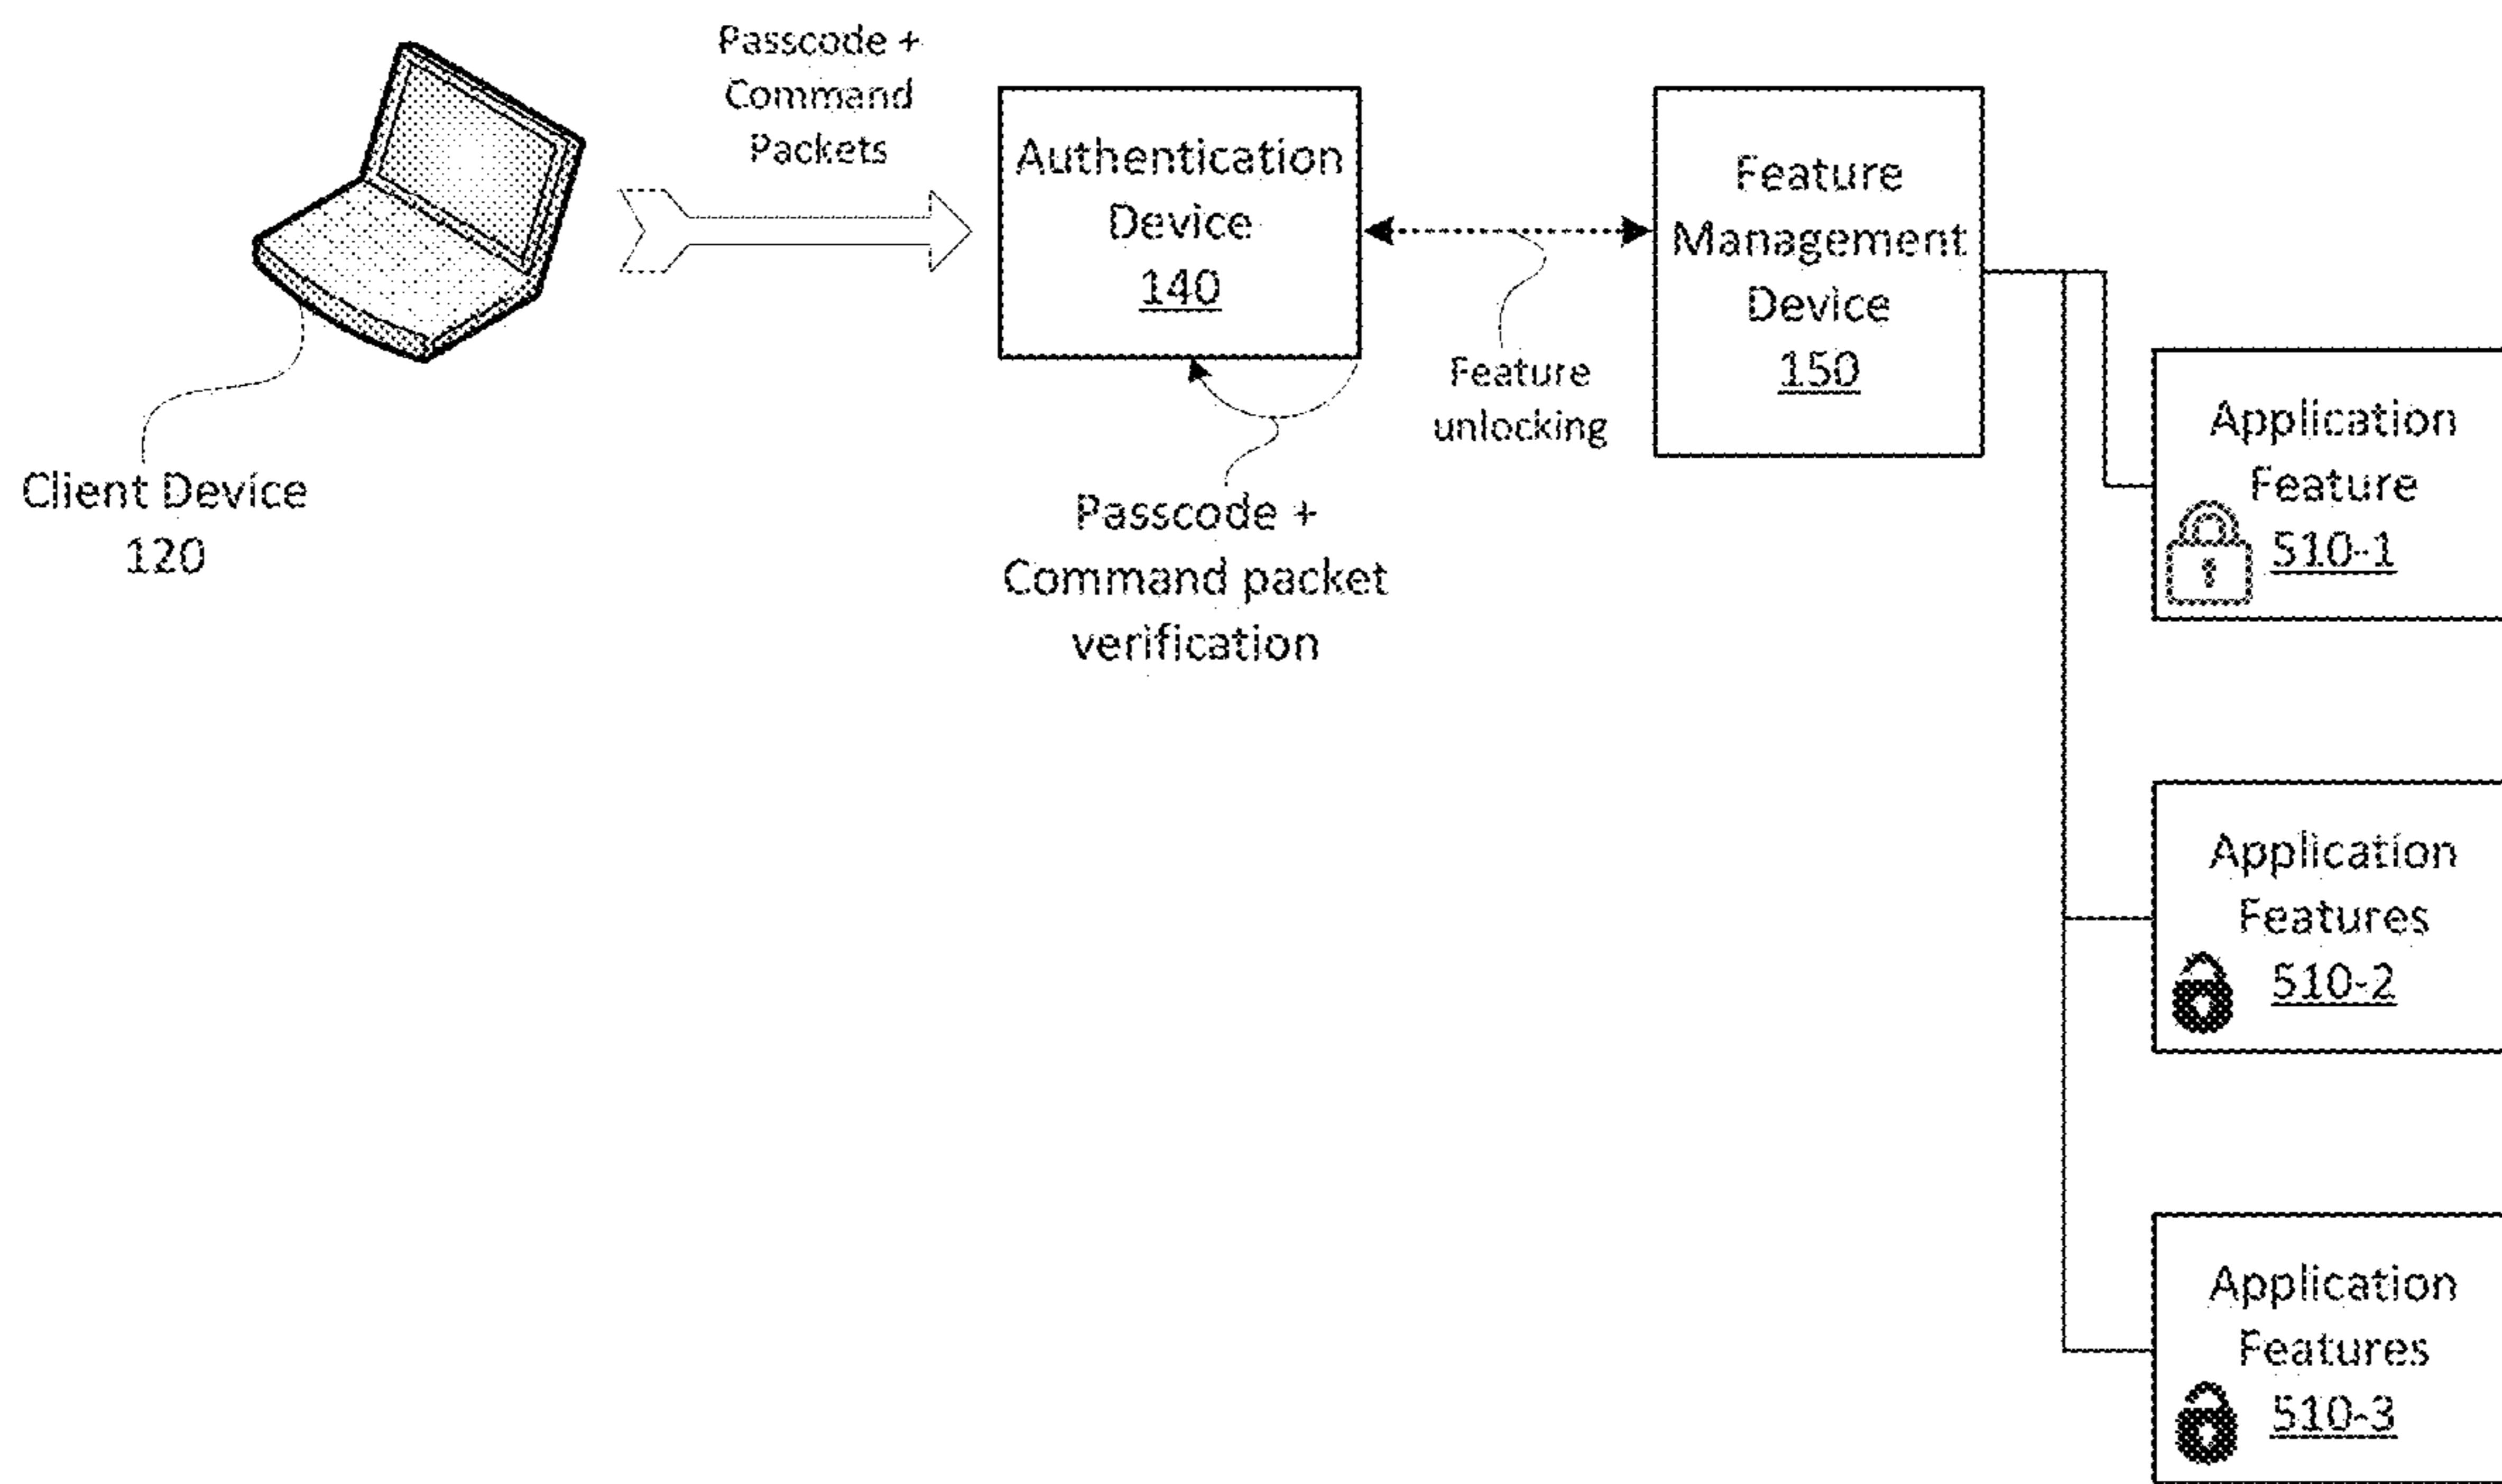 Passcode +
Command
Packets
Authentication
Device
140
Feature
Management
Device
150
Feature
unlocking
Client Device
120
Passcode +
Command packet
verification
Application
Feature
510-1
Application
Features
510-2
Application
Features
510-3